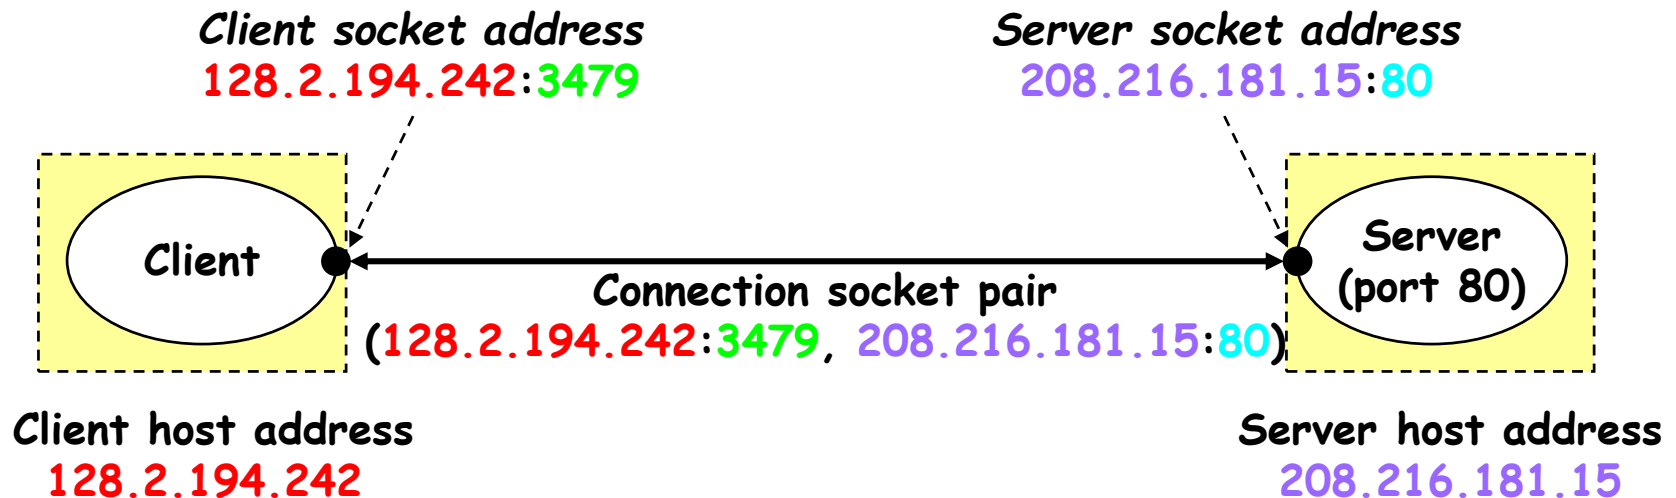 Client socket address
128.2.194.242:3479
Server socket address
208.216.181.15:80
Client
Server
(port 80)
Connection socket pair
(128.2.194.242:3479, 208.216.181.15:80)
Client host address
128.2.194.242
Server host address
208.216.181.15